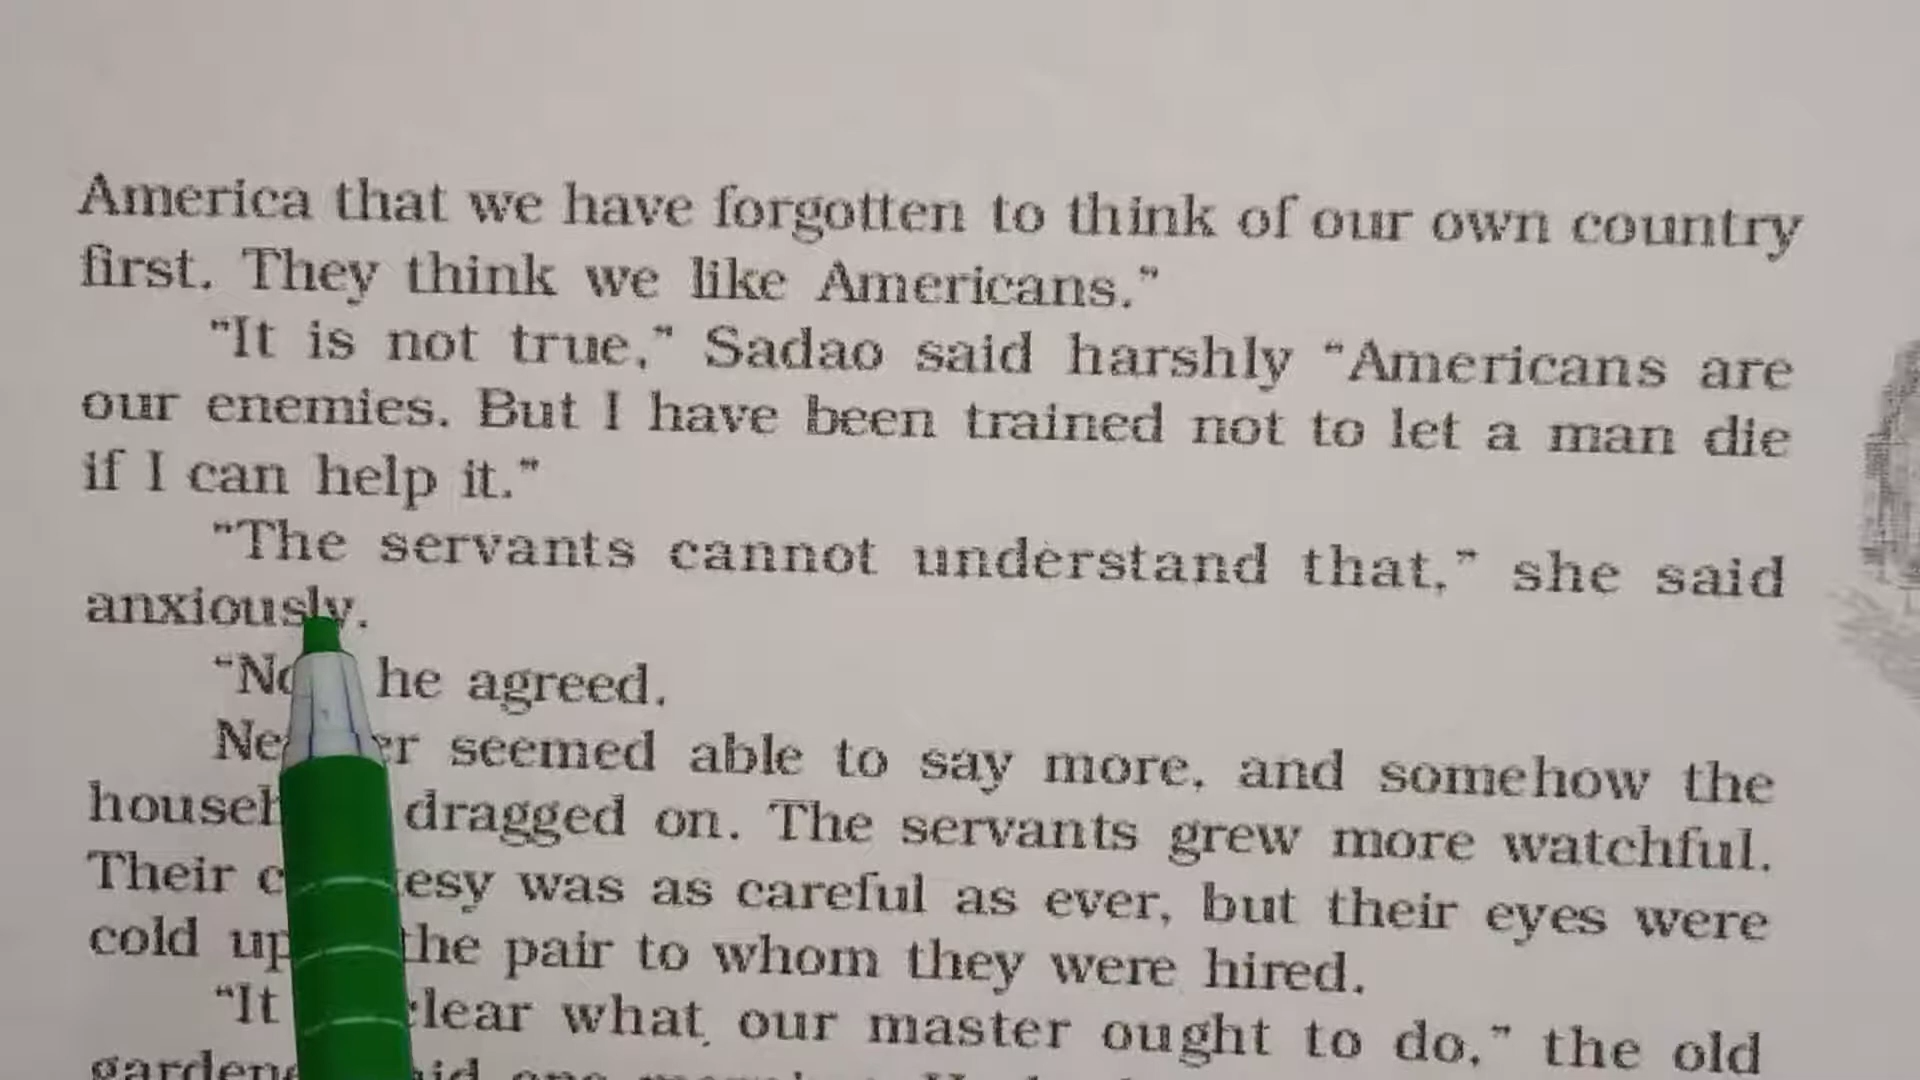 America that we have forgotten to think of our own country
first. They think we like Americans.”
“It is not true,” Sadao said harshly “Americans are
our enemies. But I have been trained not to let a man die
if I can help it.”
“The servants cannot understand that,” she said
anxiously.
“No he agreed.
seemed able to say more, and somehow the
dragged on. The servants grew more watchful.
Their was as careful as ever, but their eyes were
cold the pair to whom they were hired.
“It clear what our master ought to do,” the old